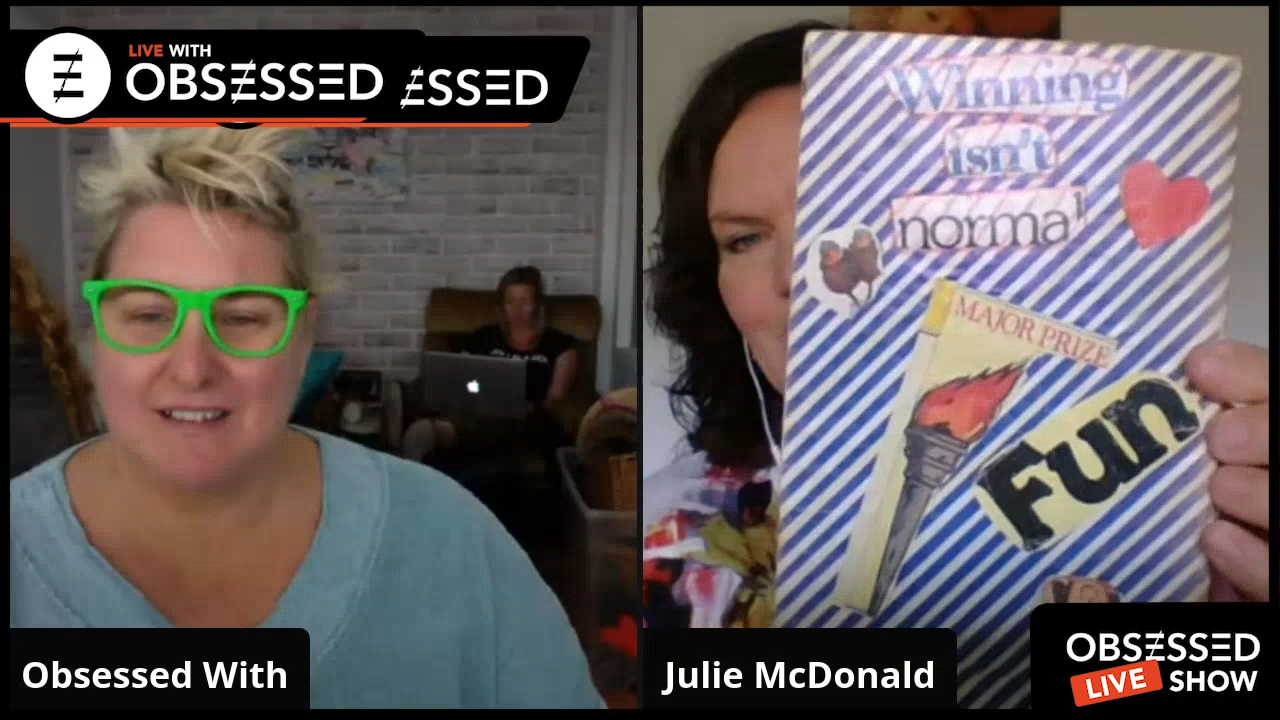 LIVE WITH
OBSESSED
ESSED
Winning
isn't
normal
MAJOR PRIZE
Fun
Obsessed With
Julie McDonald
OBSESSED
LIVE SHOW